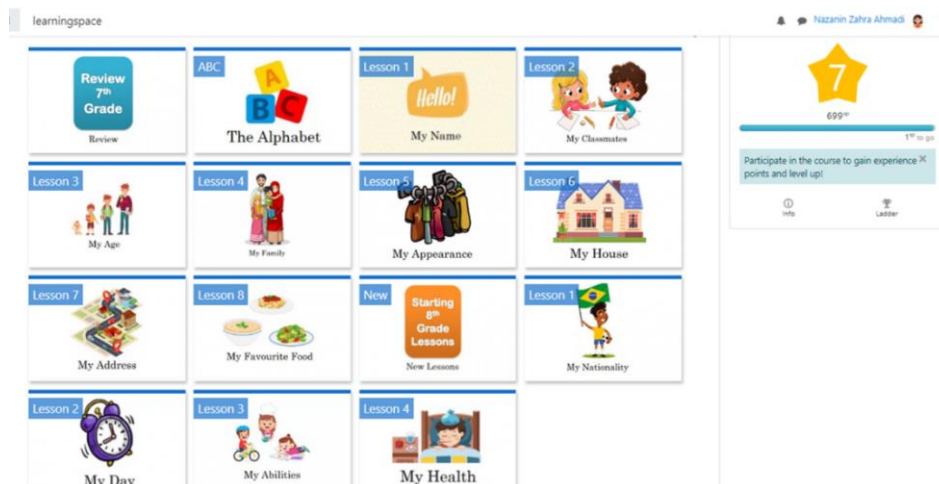 learningspace
Nazanin Zahra Ahmadi
Review
7th
Grade
Review
ABC
A
B
C
The Alphabet
Lesson 1
Hello!
My Name
Lesson 2
My Classmates
7
699xp
1xp to go
Participate in the course to gain experience
points and level up!
Info
Ladder
Lesson 3
My Age
Lesson 4
My Family
Lesson 5
My Appearance
Lesson 6
My House
Lesson 7
My Address
Lesson 8
My Favourite Food
New
Starting
8th
Grade
Lessons
New Lessons
Lesson 1
My Nationality
Lesson 2
My Day
Lesson 3
My Abilities
Lesson 4
My Health